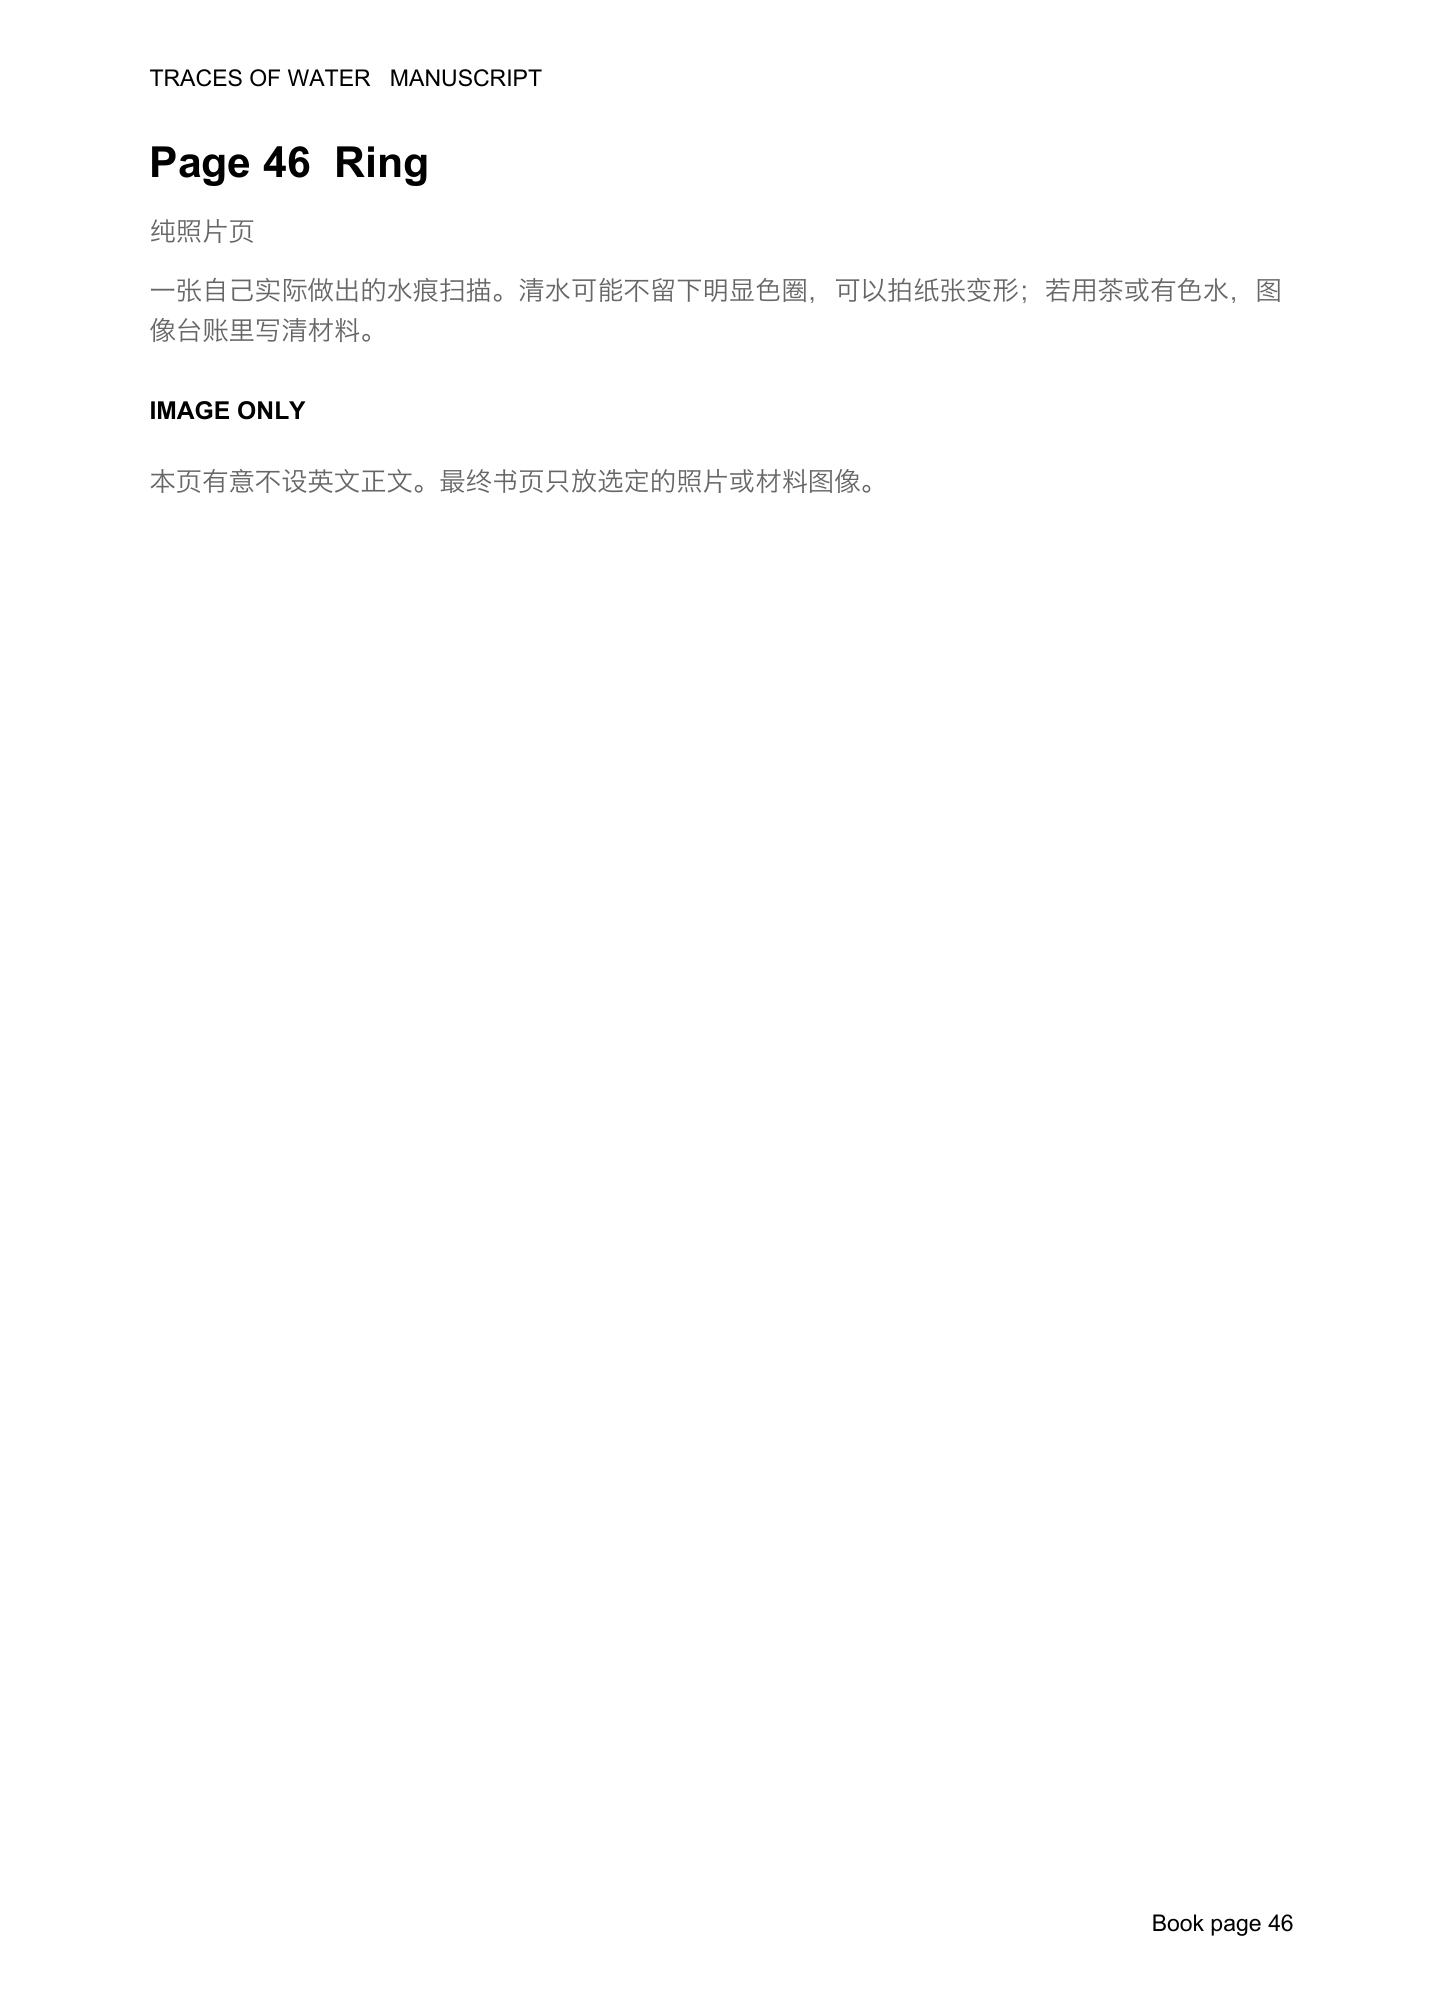 TRACES OF WATER   MANUSCRIPT
Page 46  Ring
纯照片页
一张自己实际做出的水痕扫描。清水可能不留下明显色圈，可以拍纸张变形；若用茶或有色水，图
像台账里写清材料。
IMAGE ONLY
本页有意不设英文正文。最终书页只放选定的照片或材料图像。
Book page 46